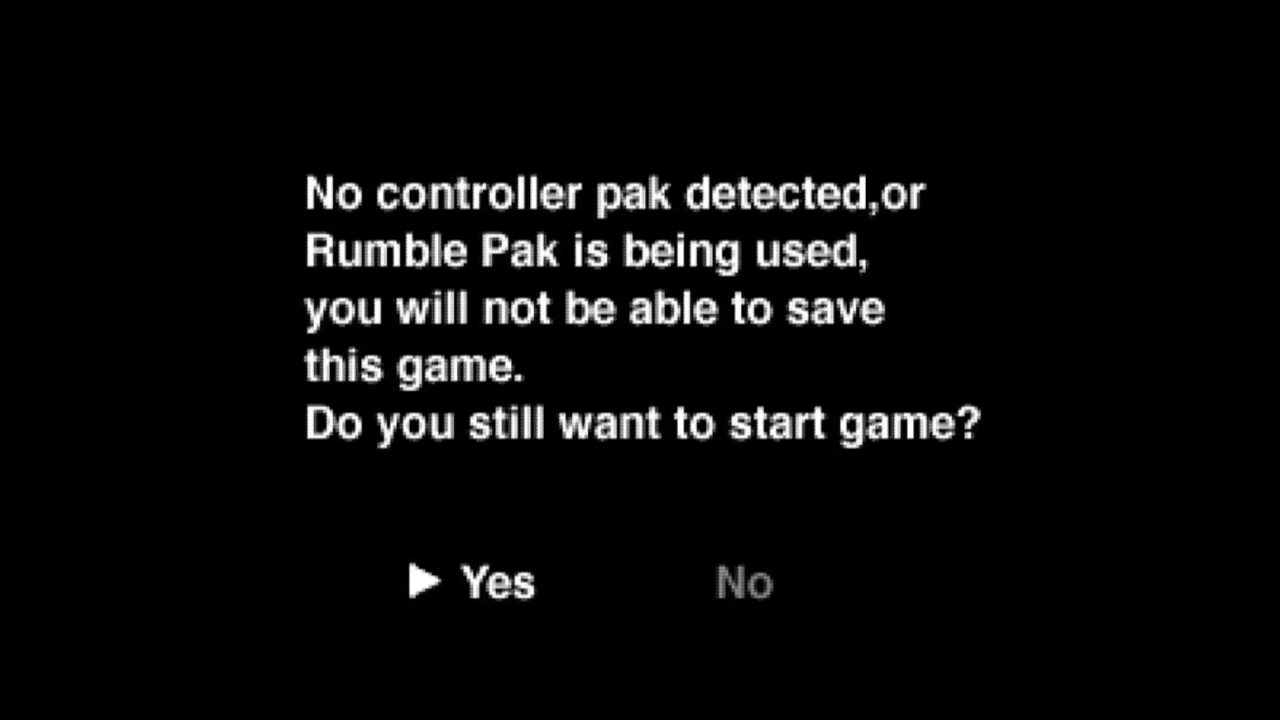 No controller pak detected,or
Rumble Pak is being used,
you will not be able to save
this game.
Do you still want to start game?
Yes No